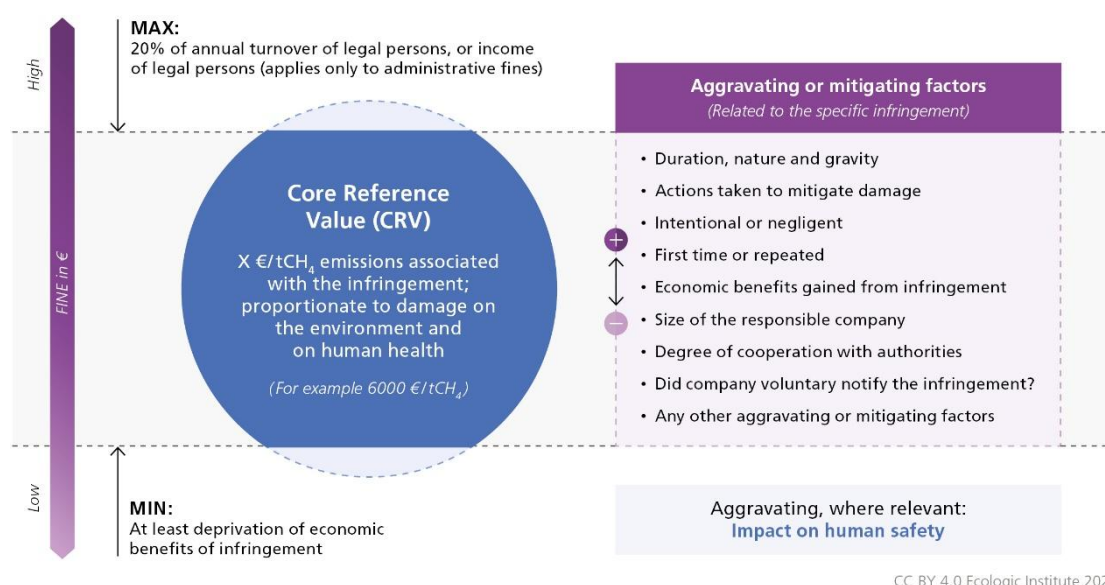 High
FINE in €
Low
MAX:
20% of annual turnover of legal persons, or income
of legal persons (applies only to administrative fines)
Core Reference
Value (CRV)
X €/tCH₄ emissions associated
with the infringement;
proportionate to damage on
the environment and
on human health
(For example 6000 €/tCH₄)
MIN:
At least deprivation of economic
benefits of infringement
Aggravating or mitigating factors
(Related to the specific infringement)
+
−
• Duration, nature and gravity
• Actions taken to mitigate damage
• Intentional or negligent
• First time or repeated
• Economic benefits gained from infringement
• Size of the responsible company
• Degree of cooperation with authorities
• Did company voluntary notify the infringement?
• Any other aggravating or mitigating factors
Aggravating, where relevant:
Impact on human safety
CC BY 4.0 Ecologic Institute